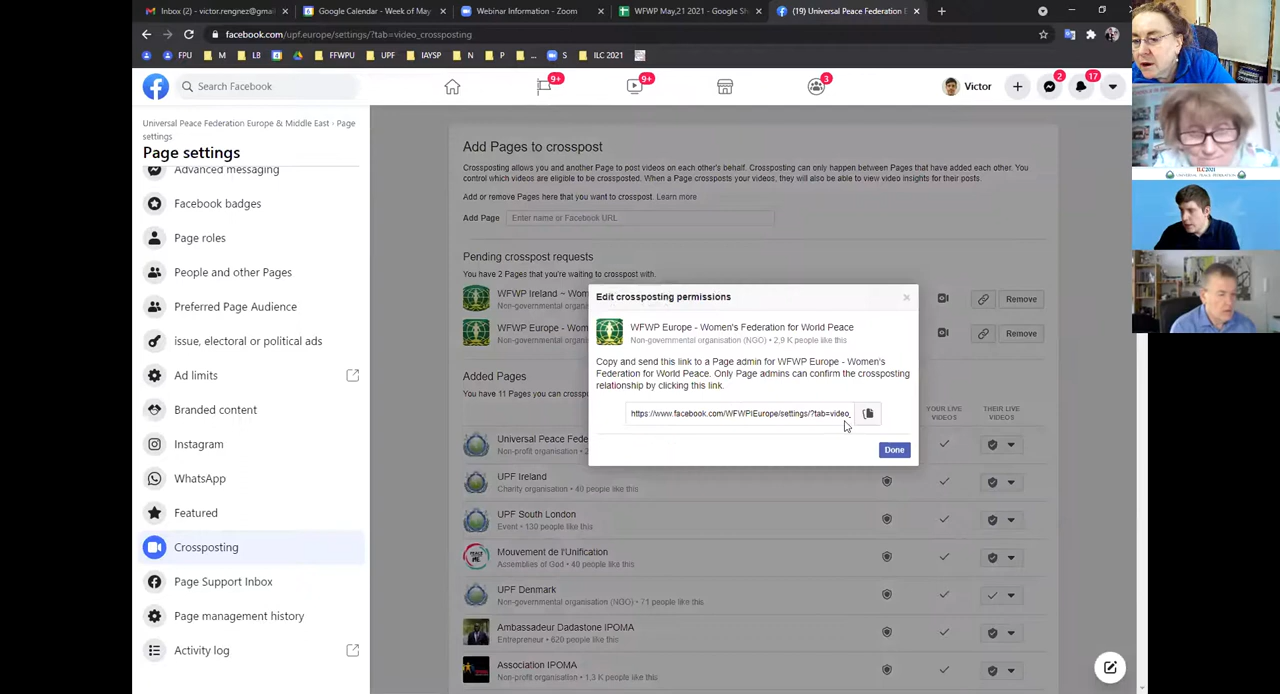 Inbox (2) - victor.rengnez@gmail
Google Calendar - Week of May
Webinar Information - Zoom
WFWP May,21 2021 - Google Sh
(19) Universal Peace Federation E
facebook.com/upf.europe/settings/?tab=video_crossposting
FPU
M
L8
FFWPU
UPF
IAYSP
N
P
...
S
ILC 2021
Search Facebook
9+
9+
3
Victor
2
17
Universal Peace Federation Europe & Middle East › Page
settings
Page settings
Advanced messaging
Facebook badges
Page roles
People and other Pages
Preferred Page Audience
issue, electoral or political ads
Ad limits
Branded content
Instagram
WhatsApp
Featured
Crossposting
Page Support Inbox
Page management history
Activity log
Add Pages to crosspost
Crossposting allows you and another Page to post videos on each other's behalf. Crossposting can only happen between Pages that have added each other. You
control which videos are eligible to be crossposted. When a Page crossposts your videos, they will also be able to view video insights for their posts.
Add or remove Pages here that you want to crosspost. Learn more
Add Page Enter name or Facebook URL
Pending crosspost requests
You have 2 Pages that you're waiting to crosspost with.
WFWP Ireland ~ Wom
Non-governmental organi
Remove
WFWP Europe - Wom
Non-governmental organi
Remove
Edit crossposting permissions
WFWP Europe - Women's Federation for World Peace
Non-governmental organisation (NGO) • 2,9 K people like this
Copy and send this link to a Page admin for WFWP Europe - Women's
Federation for World Peace. Only Page admins can confirm the crossposting
relationship by clicking this link.
https://www.facebook.com/WFWPIEurope/settings/?tab=video_
Done
Added Pages
You have 11 Pages you can cross
YOUR LIVE
VIDEOS
THEIR LIVE
VIDEOS
Universal Peace Fede
Non-profit organisation • 2
UPF Ireland
Charity organisation • 40 people like this
UPF South London
Event • 130 people like this
Mouvement de l'Unification
Assemblies of God • 48 people like this
UPF Denmark
Non-governmental organisation (NGO) • 71 people like this
Ambassadeur Dadastone IPOMA
Entrepreneur • 620 people like this
Association IPOMA
Non-profit organisation • 1,3 K people like this
ILC2021
UNIVERSAL PEACE FEDERATION